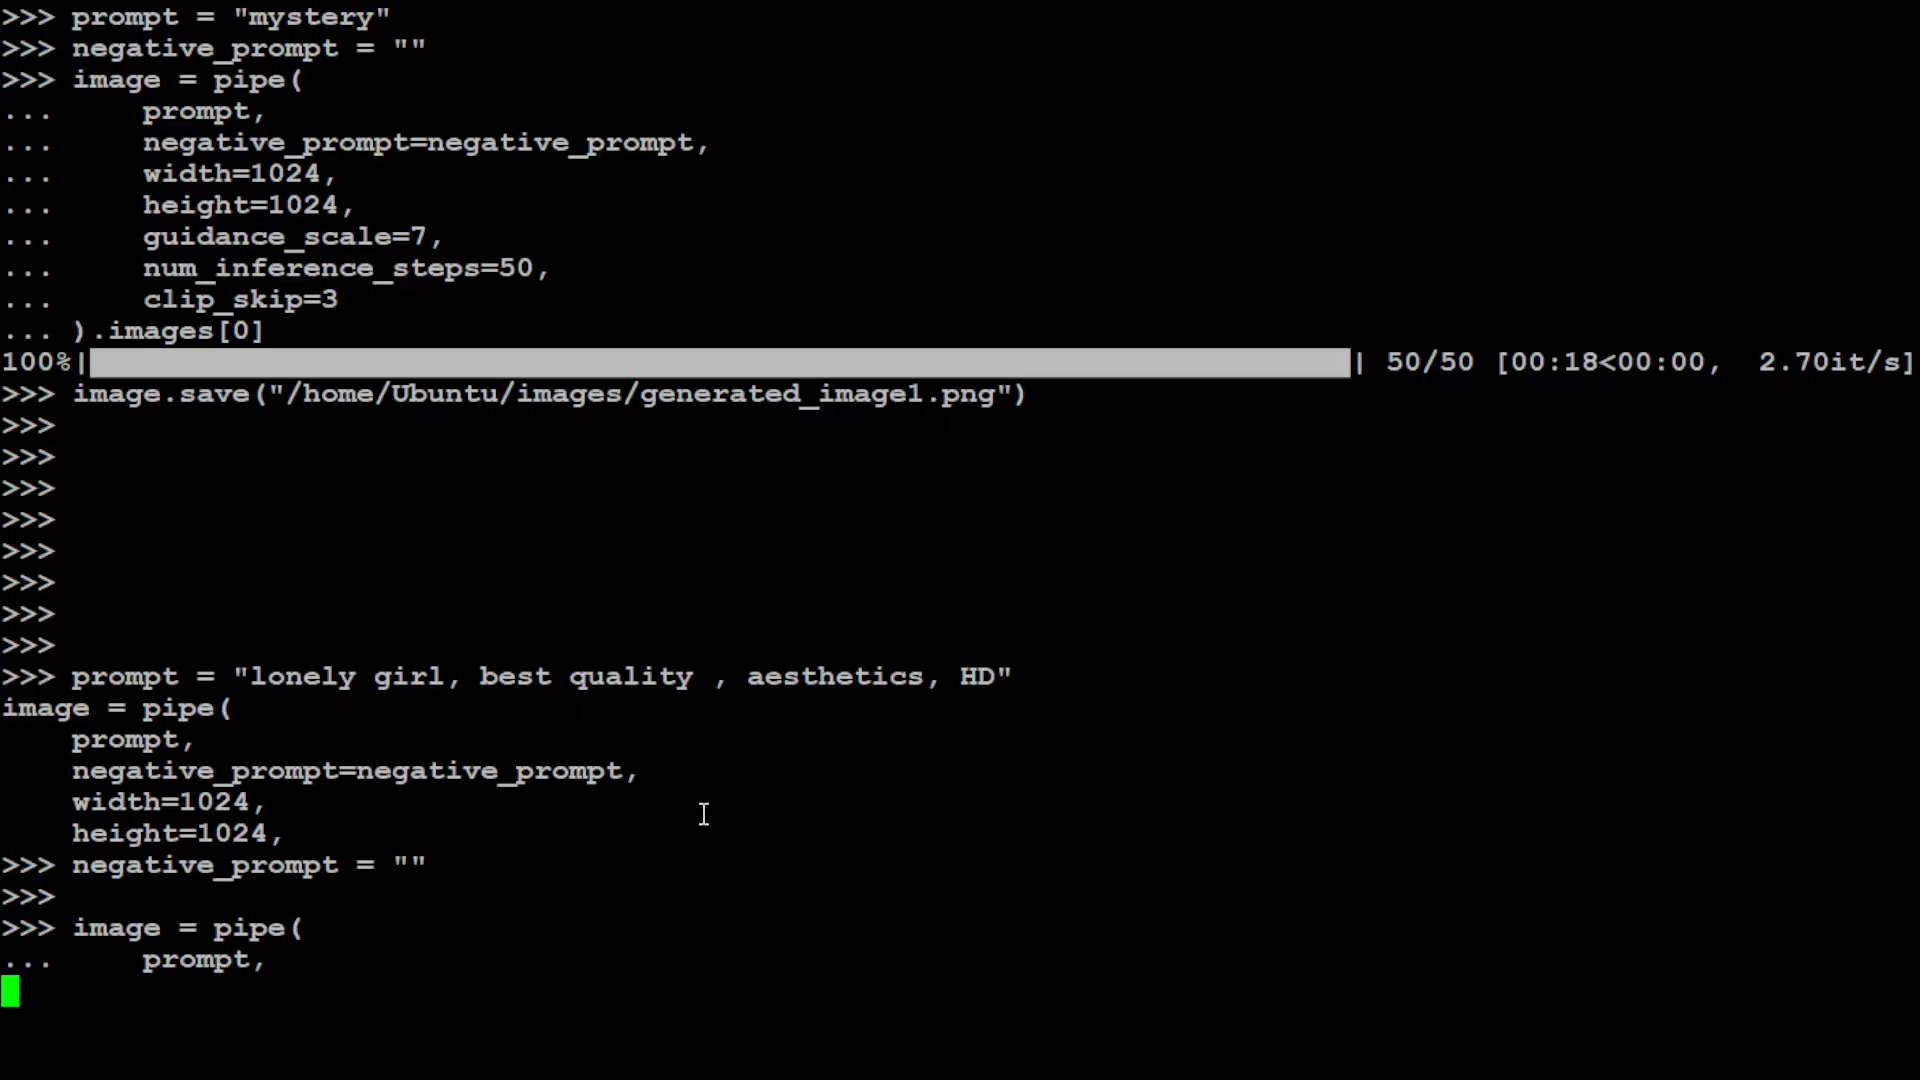 >>> prompt = "mystery"
>>> negative_prompt = ""
>>> image = pipe(
...     prompt,
...     negative_prompt=negative_prompt,
...     width=1024,
...     height=1024,
...     guidance_scale=7,
...     num_inference_steps=50,
...     clip_skip=3
... ).images[0]
100%|| 50/50 [00:18<00:00,  2.70it/s]
>>> image.save("/home/Ubuntu/images/generated_image1.png")
>>>
>>>
>>>
>>>
>>>
>>>
>>>
>>>
>>> prompt = "lonely girl, best quality , aesthetics, HD"
image = pipe(
    prompt,
    negative_prompt=negative_prompt,
    width=1024,
    height=1024,
>>> negative_prompt = ""
>>>
>>> image = pipe(
...     prompt,